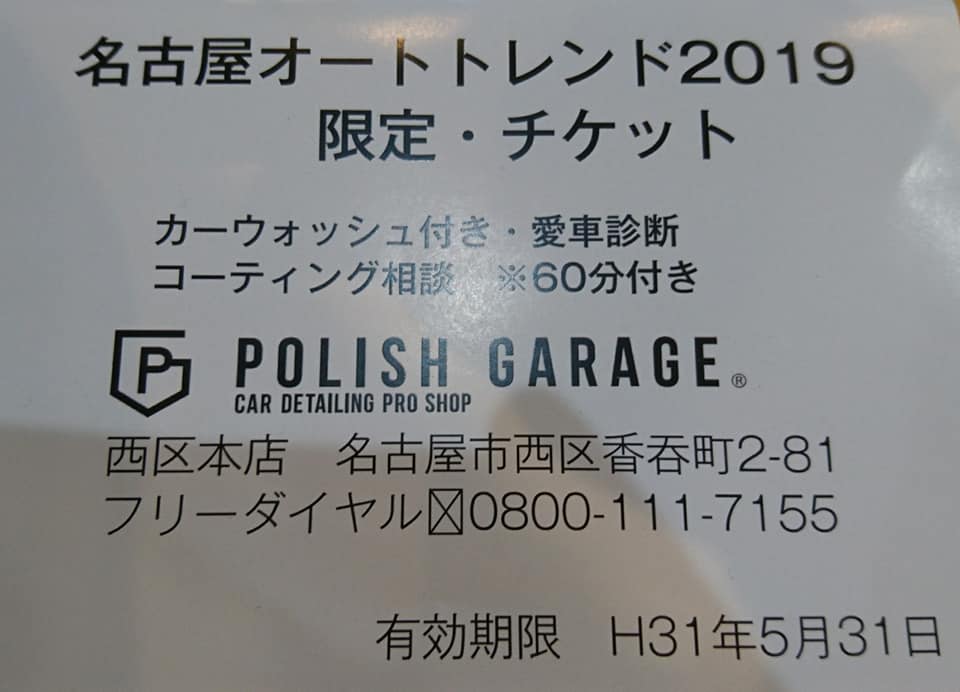 名古屋オートトレンド2019
限定・チケット
カーウォッシュ付き・愛車診断
コーティング相談　※60分付き
P POLISH GARAGE®
CAR DETAILING PRO SHOP
西区本店　名古屋市西区香呑町2-81
フリーダイヤル☒0800-111-7155
有効期限　H31年5月31日